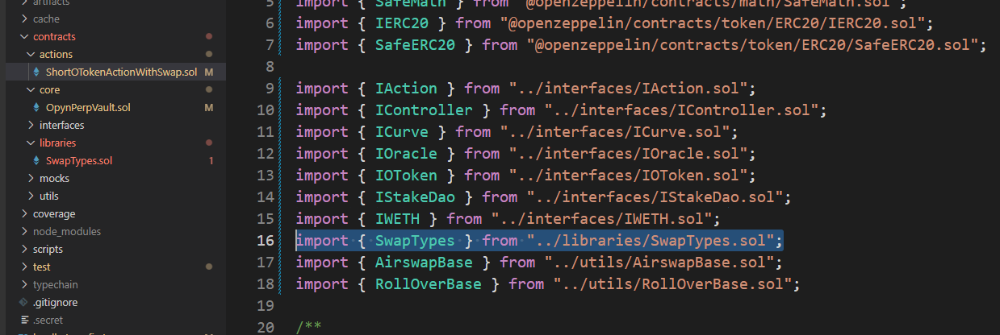 artifacts
cache
contracts
actions
ShortOTokenActionWithSwap.sol M
core
OpynPerpVault.sol M
interfaces
libraries
SwapTypes.sol 1
mocks
utils
coverage
node_modules
scripts
test
typechain
.gitignore
.secret
5 import { SafeMath } from "@openzeppelin/contracts/math/SafeMath.sol";
6 import { IERC20 } from "@openzeppelin/contracts/token/ERC20/IERC20.sol";
7 import { SafeERC20 } from "@openzeppelin/contracts/token/ERC20/SafeERC20.sol";
8
9 import { IAction } from "../interfaces/IAction.sol";
10 import { IController } from "../interfaces/IController.sol";
11 import { ICurve } from "../interfaces/ICurve.sol";
12 import { IOracle } from "../interfaces/IOracle.sol";
13 import { IOToken } from "../interfaces/IOToken.sol";
14 import { IStakeDao } from "../interfaces/IStakeDao.sol";
15 import { IWETH } from "../interfaces/IWETH.sol";
16 import { SwapTypes } from "../libraries/SwapTypes.sol";
17 import { AirswapBase } from "../utils/AirswapBase.sol";
18 import { RollOverBase } from "../utils/RollOverBase.sol";
19
20 /**